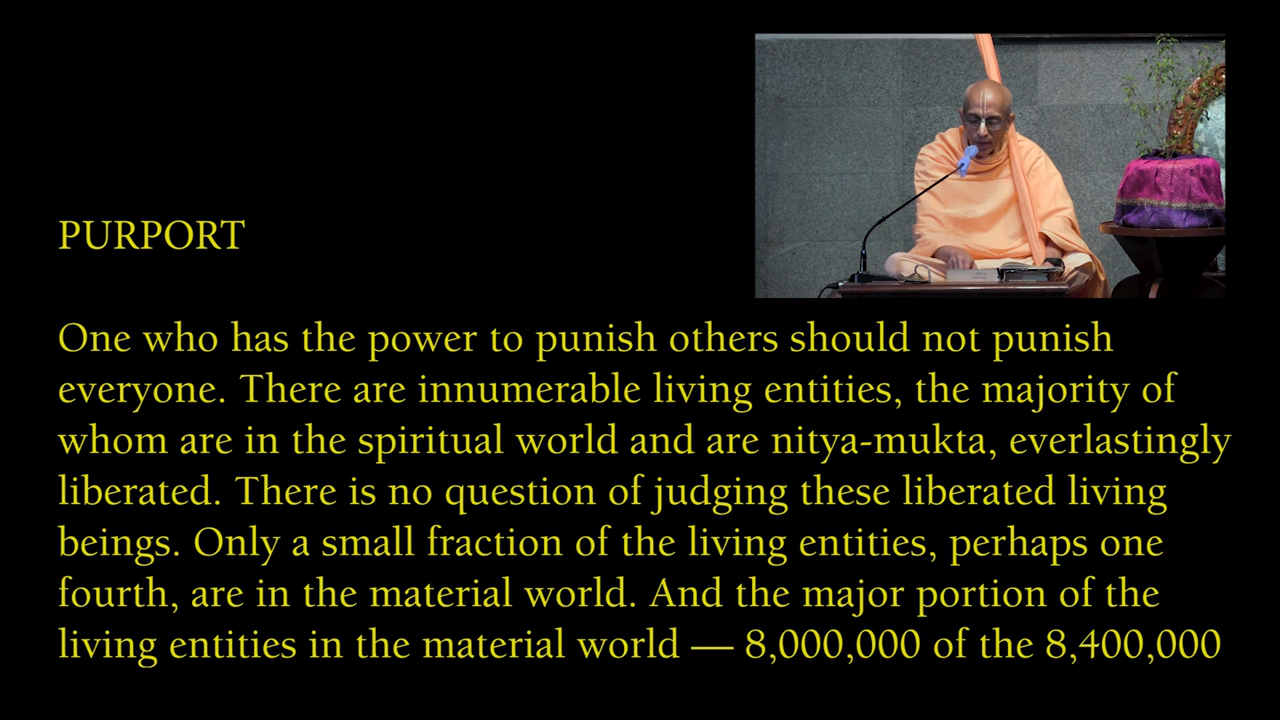 PURPORT
One who has the power to punish others should not punish
everyone. There are innumerable living entities, the majority of
whom are in the spiritual world and are nitya-mukta, everlastingly
liberated. There is no question of judging these liberated living
beings. Only a small fraction of the living entities, perhaps one
fourth, are in the material world. And the major portion of the
living entities in the material world — 8,000,000 of the 8,400,000